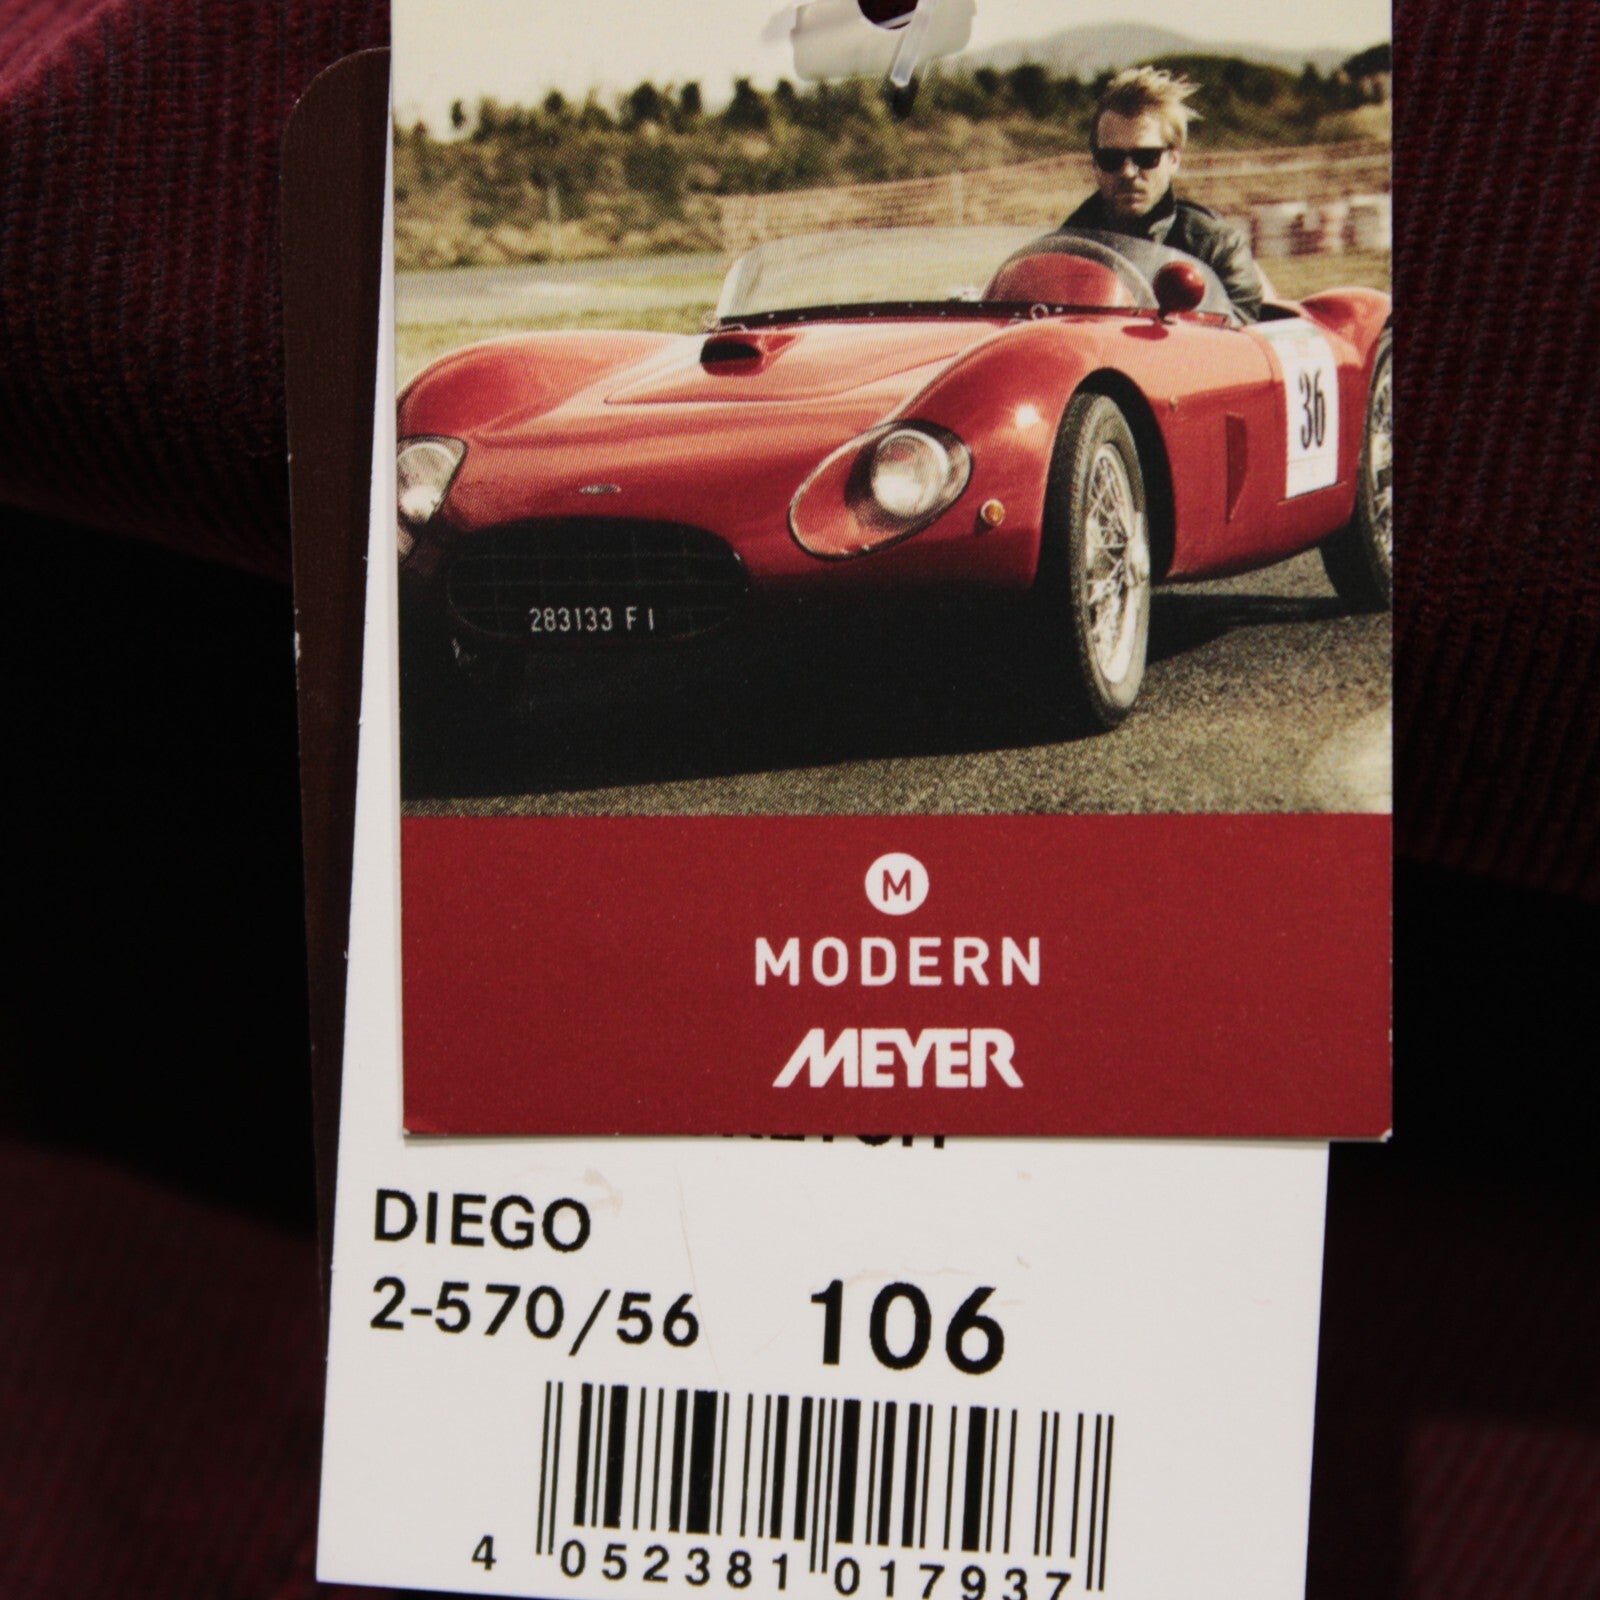 36
283133 FI
M
MODERN
MEYER
DIEGO
2-570/56 106
4 052381 017937